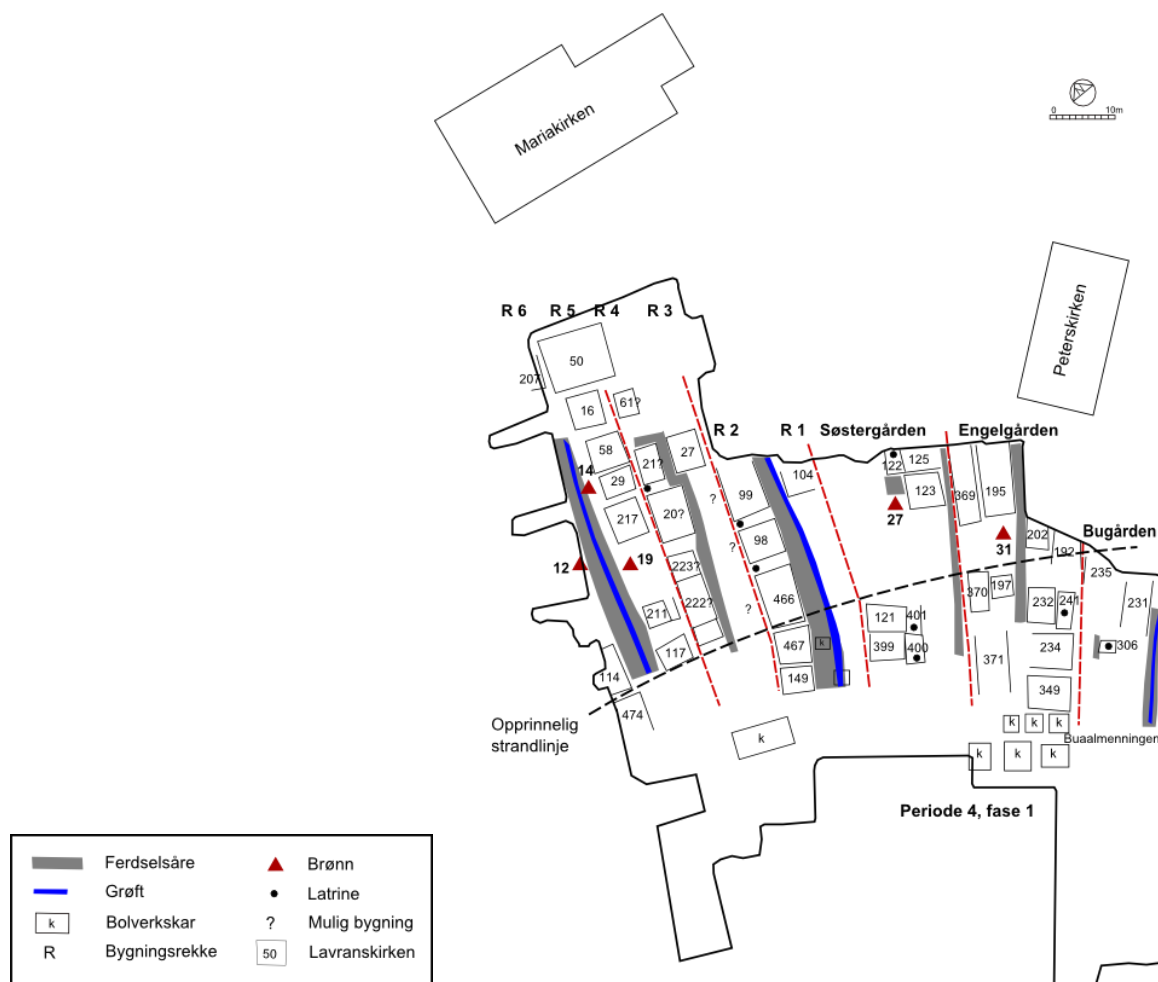 Mariakirken
0 10m
Peterskirken
R 6 R 5 R 4 R 3
50
207
16
61?
R 2
R 1
Søstergården
Engelgården
58
21?
27
122
125
14
29
99
104
123
369
195
217
20?
?
27
31
202
192
Bugården
98
?
12
19
223?
235
370
197
211
222?
?
466
121
401
232
241
231
117
467
399
400
234
306
114
k
371
149
474
349
Opprinnelig
strandlinje
k
k
k
k
Buaalmenningen
k
k
k
Periode 4, fase 1
Ferdselsåre
Brønn
Grøft
Latrine
k
Bolverkskar
?
Mulig bygning
R
Bygningsrekke
50
Lavranskirken